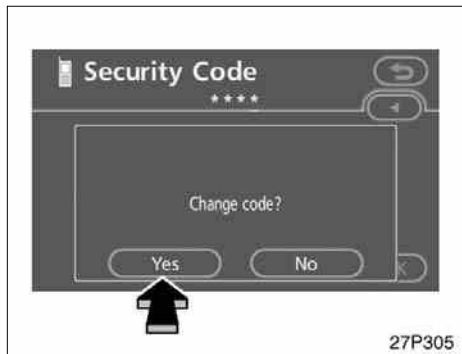 Security Code
****
Change code?
Yes No
27P305